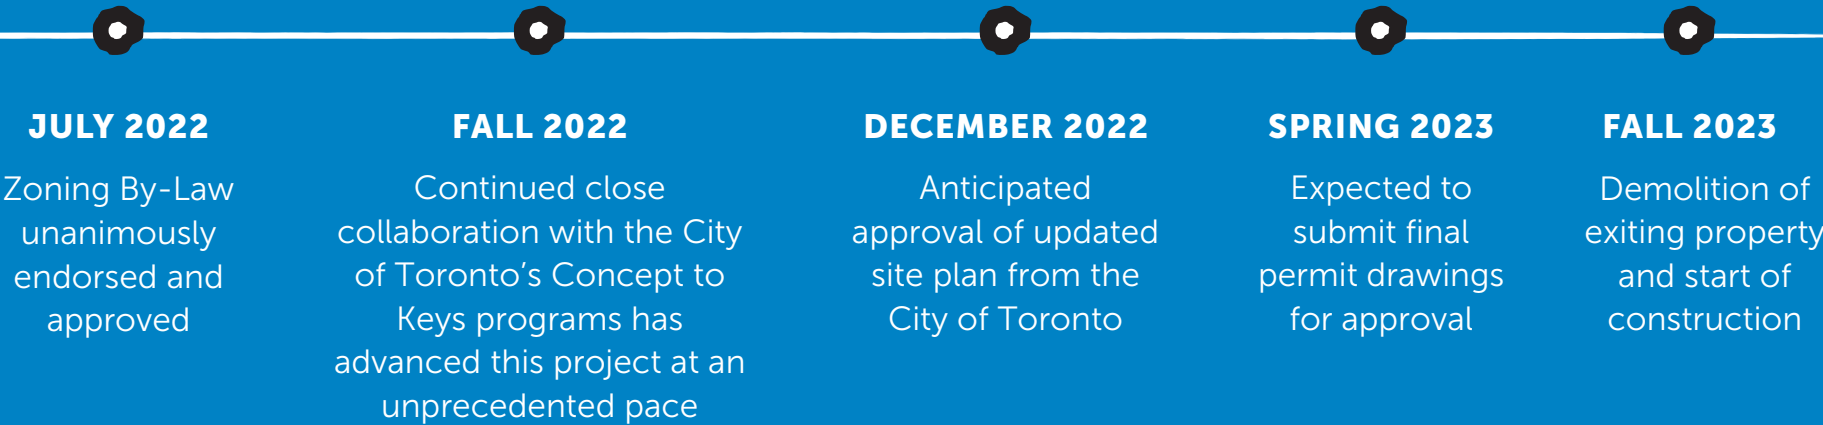 JULY 2022
Zoning By-Law
unanimously
endorsed and
approved
FALL 2022
Continued close
collaboration with the City
of Toronto's Concept to
Keys programs has
advanced this project at an
unprecedented pace
DECEMBER 2022
Anticipated
approval of updated
site plan from the
City of Toronto
SPRING 2023
Expected to
submit final
permit drawings
for approval
FALL 2023
Demolition of
exiting property
and start of
construction